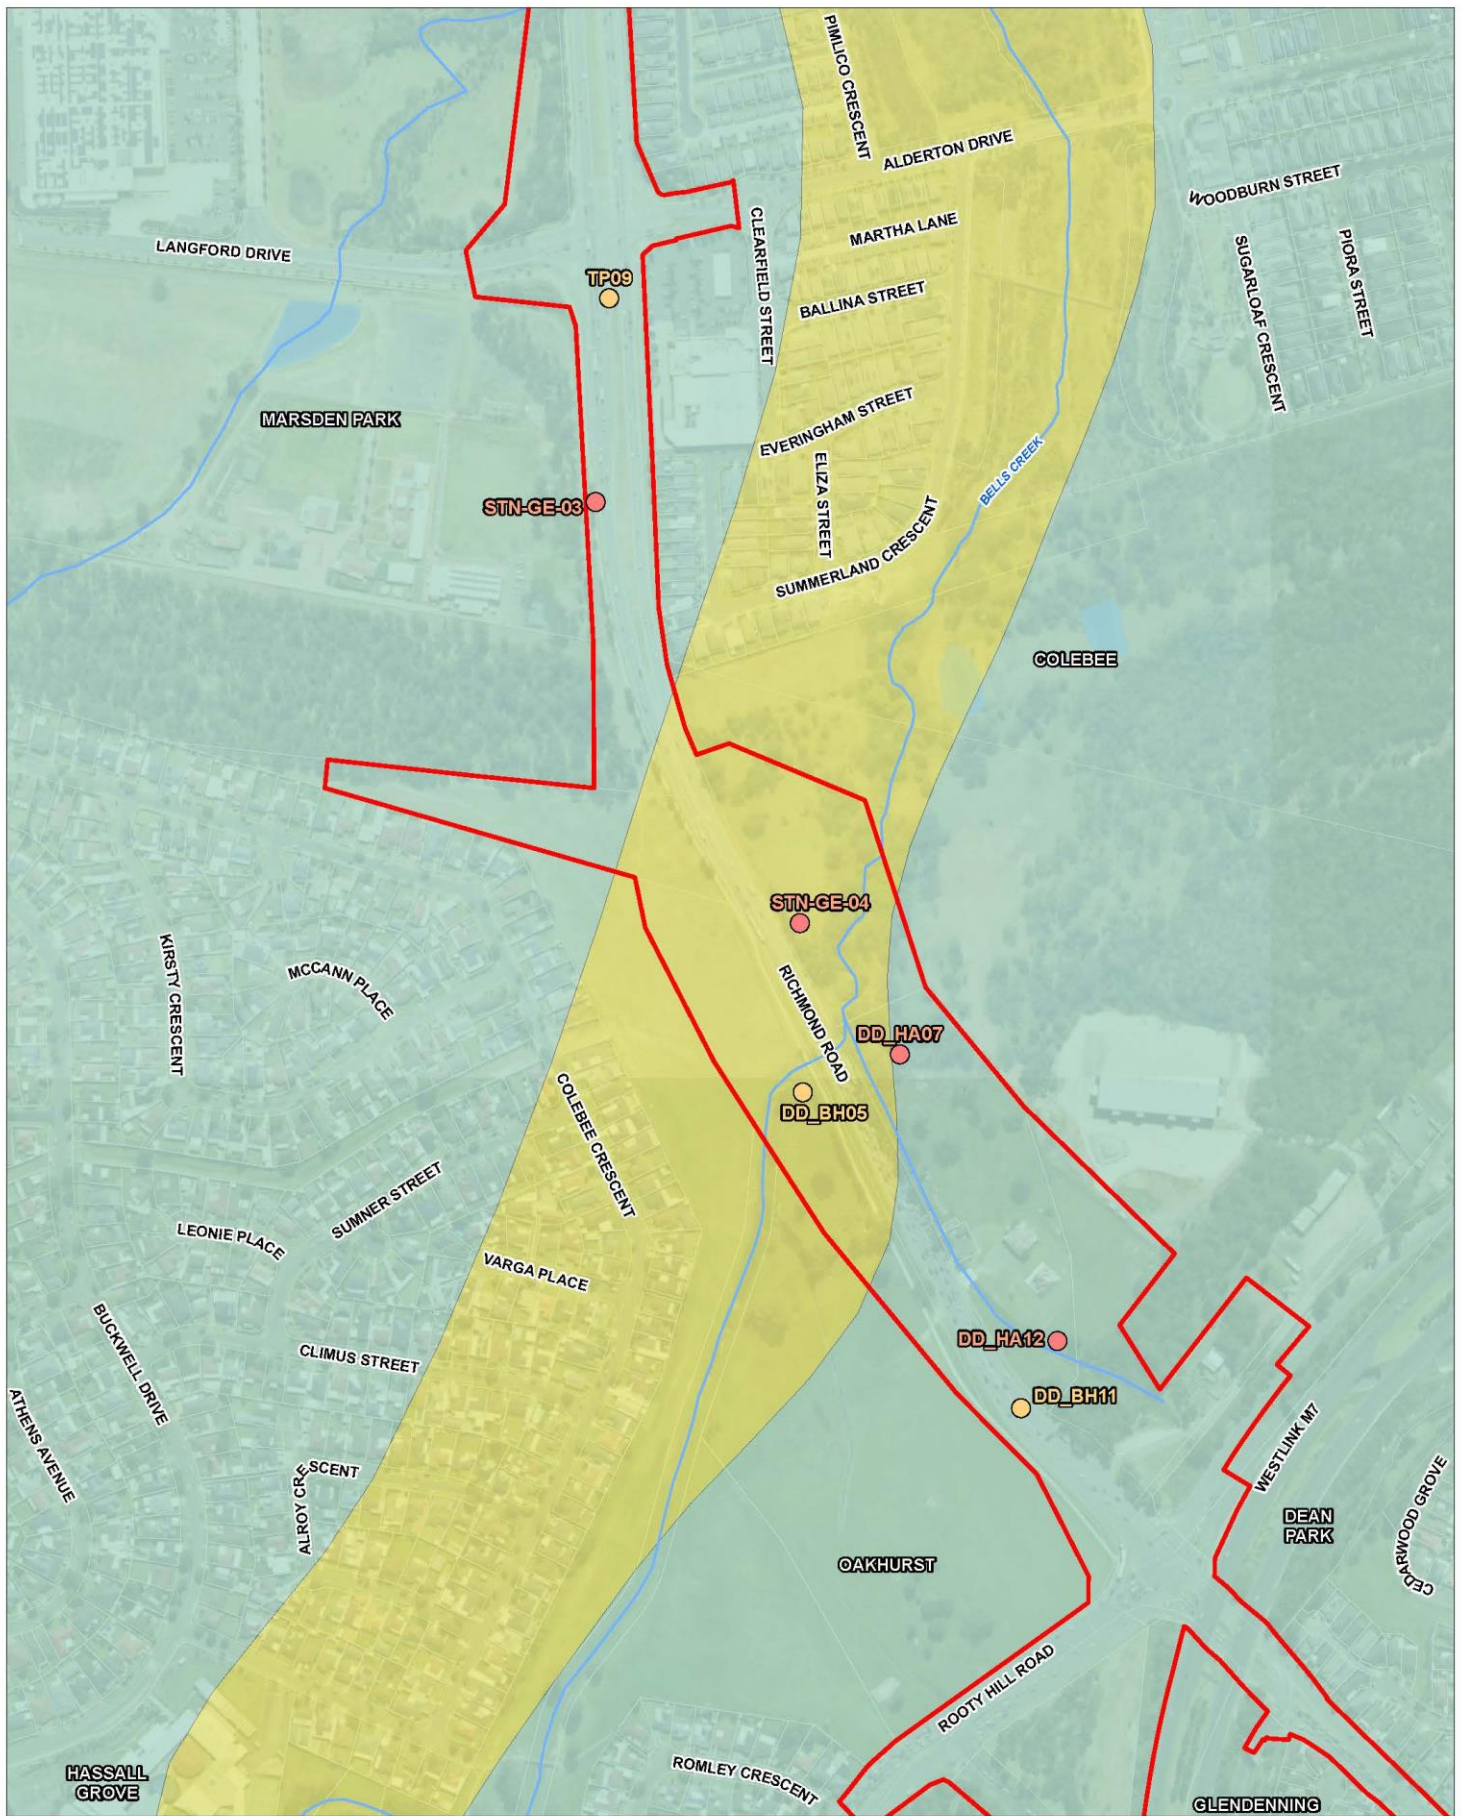 PIMLICO CRESCENT
ALDERTON DRIVE
WOODBURN STREET
MARTHA LANE
CLEARFIELD STREET
LANGFORD DRIVE
SUGARLOAF CRESCENT
PIORA STREET
TP09
BALLINA STREET
MARSDEN PARK
EVERINGHAM STREET
ELIZA STREET
BELLS CREEK
STN-GE-03
SUMMERLAND CRESCENT
COLEBEE
STN-GE-04
KIRSTY CRESCENT
MCCANN PLACE
RICHMOND ROAD
DD_HA07
DD_BH05
COLEBEE CRESCENT
SUMNER STREET
LEONIE PLACE
VARGA PLACE
BUCKWELL DRIVE
CLIMUS STREET
DD_HA12
DD_BH11
ATHENS AVENUE
ALROY CRESCENT
WESTLINK M7
CEDARWOOD GROVE
DEAN
PARK
OAKHURST
ROOTY HILL ROAD
HASSALL
GROVE
ROMLEY CRESCENT
GLENDENNING